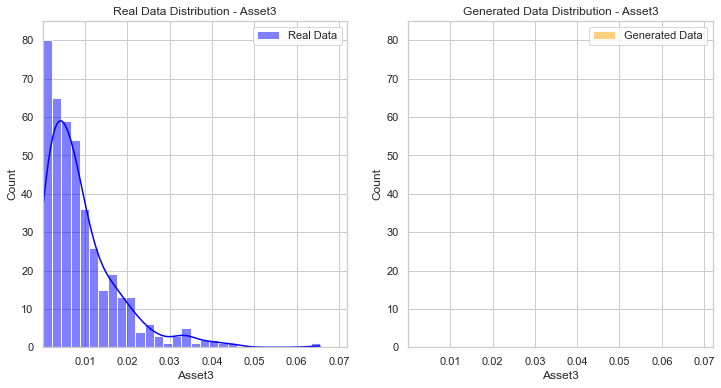 Real Data Distribution - Asset3
Real Data
80
70
60
50
40
30
20
10
0
Count
0.01 0.02 0.03 0.04 0.05 0.06 0.07
Asset3
Generated Data Distribution - Asset3
Generated Data
80
70
60
50
40
30
20
10
0
Count
0.01 0.02 0.03 0.04 0.05 0.06 0.07
Asset3